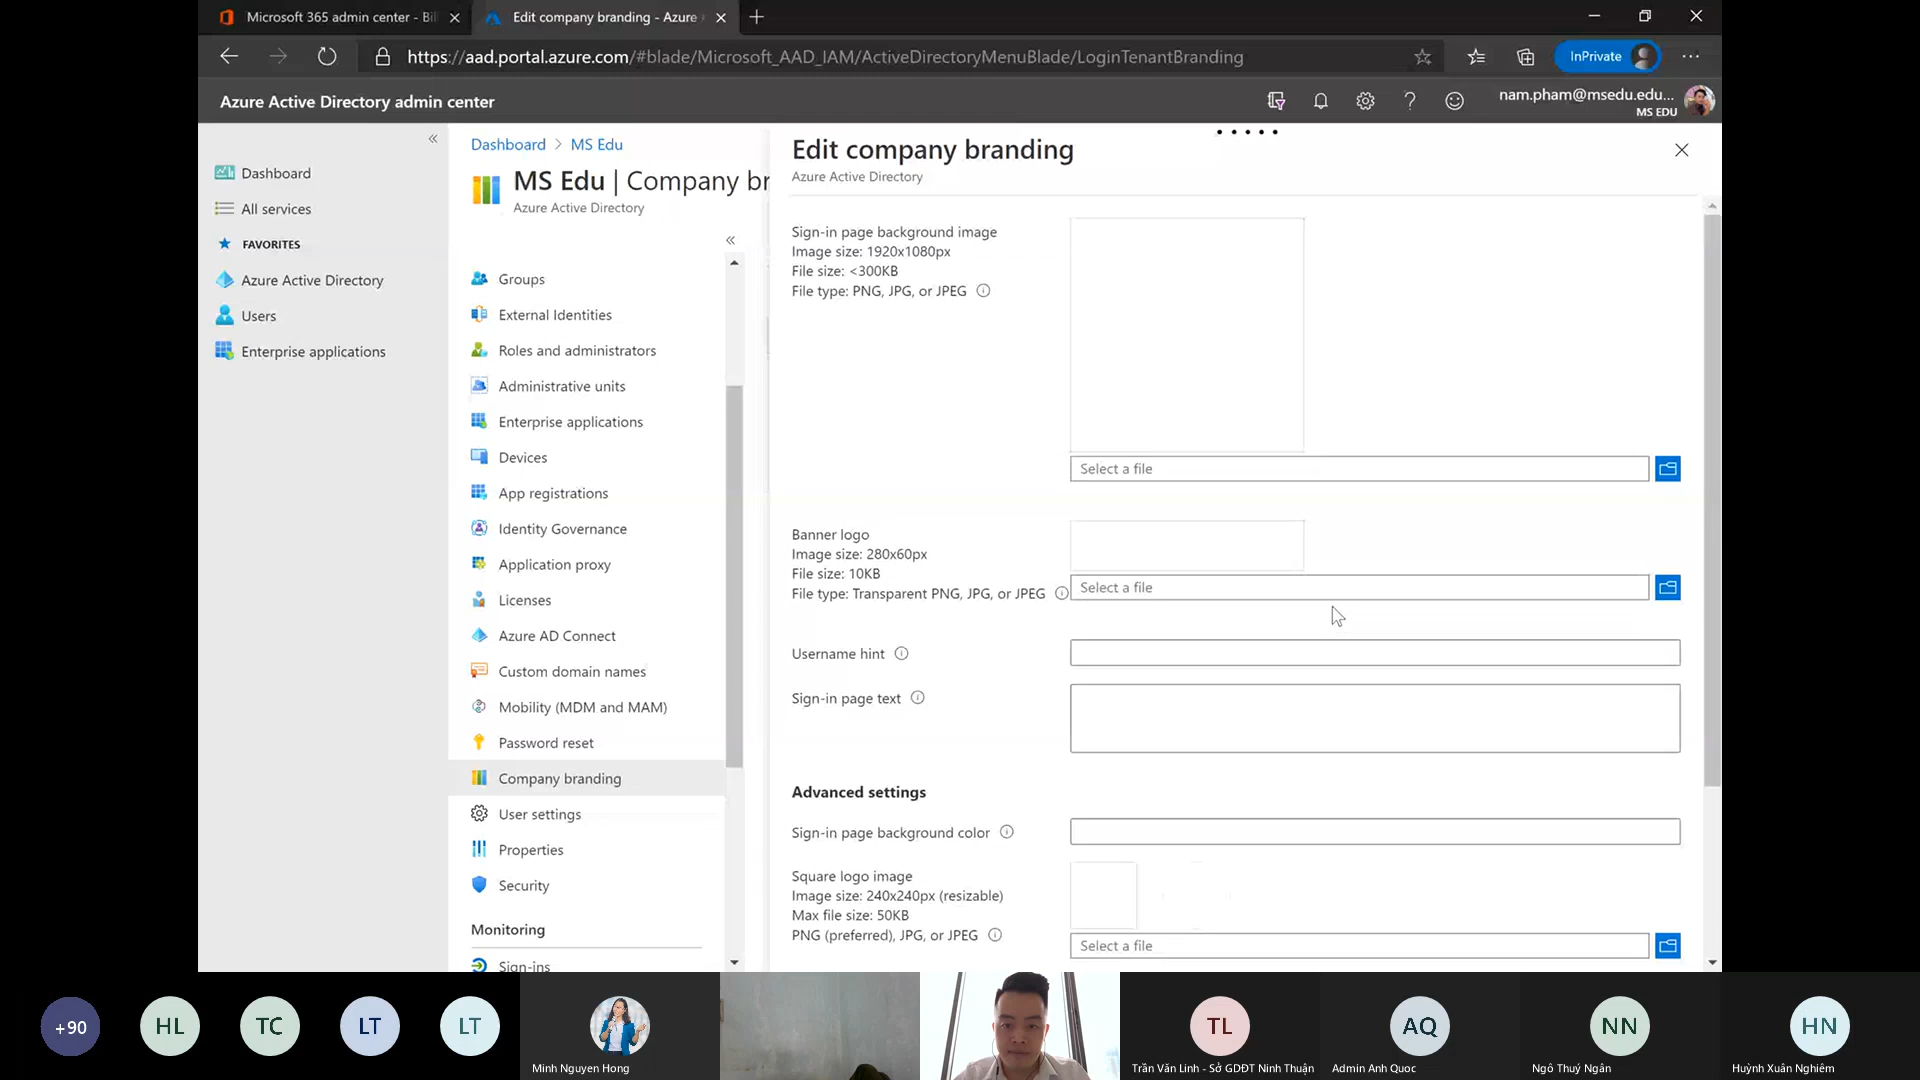 Microsoft 365 admin center - Bil
Edit company branding - Azure
https://aad.portal.azure.com/#blade/Microsoft_AAD_IAM/ActiveDirectoryMenuBlade/LoginTenantBranding
InPrivate
Azure Active Directory admin center
nam.pham@msedu.edu...
MS EDU
Dashboard
All services
FAVORITES
Azure Active Directory
Users
Enterprise applications
Dashboard > MS Edu
MS Edu | Company br
Azure Active Directory
Groups
External Identities
Roles and administrators
Administrative units
Enterprise applications
Devices
App registrations
Identity Governance
Application proxy
Licenses
Azure AD Connect
Custom domain names
Mobility (MDM and MAM)
Password reset
Company branding
User settings
Properties
Security
Monitoring
Sign-ins
Edit company branding
Azure Active Directory
Sign-in page background image
Image size: 1920x1080px
File size: <300KB
File type: PNG, JPG, or JPEG
Select a file
Banner logo
Image size: 280x60px
File size: 10KB
File type: Transparent PNG, JPG, or JPEG
Select a file
Username hint
Sign-in page text
Advanced settings
Sign-in page background color
Square logo image
Image size: 240x240px (resizable)
Max file size: 50KB
PNG (preferred), JPG, or JPEG
Select a file
+90
HL
TC
LT
LT
Minh Nguyen Hong
TL
Trần Văn Linh - Sở GDĐT Ninh Thuận
AQ
Admin Anh Quoc
NN
Ngô Thuý Ngân
HN
Huỳnh Xuân Nghiêm